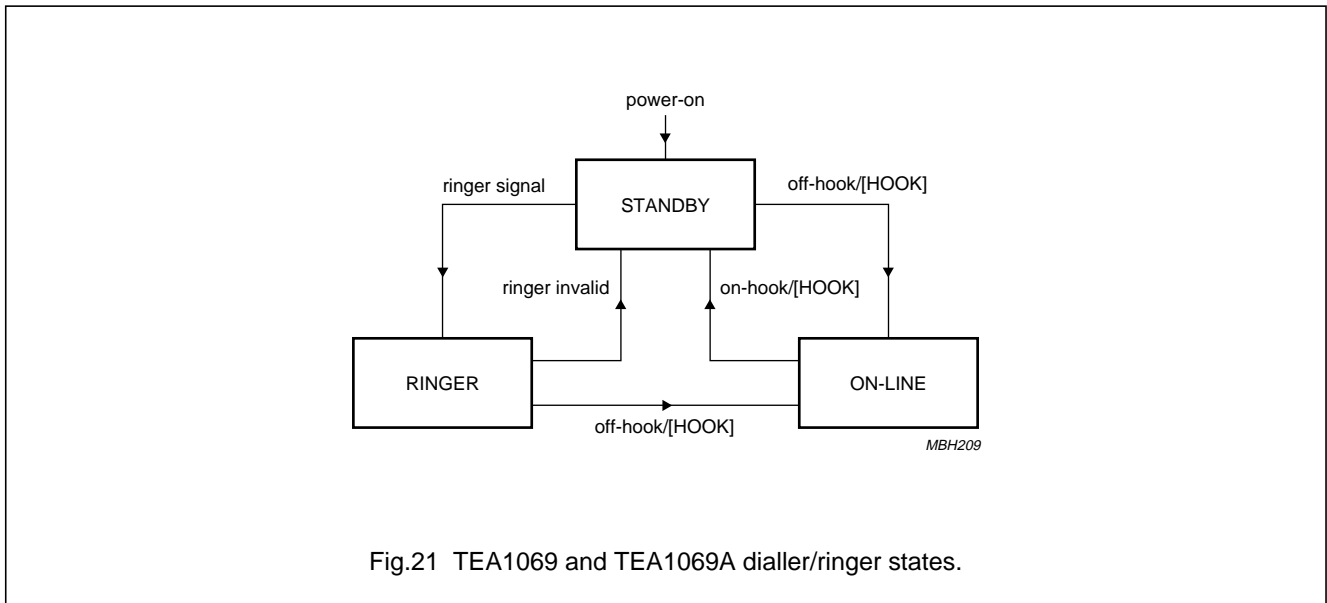 power-on
ringer signal
off-hook/[HOOK]
STANDBY
ringer invalid
on-hook/[HOOK]
RINGER
ON-LINE
off-hook/[HOOK]
MBH209
Fig.21 TEA1069 and TEA1069A dialler/ringer states.